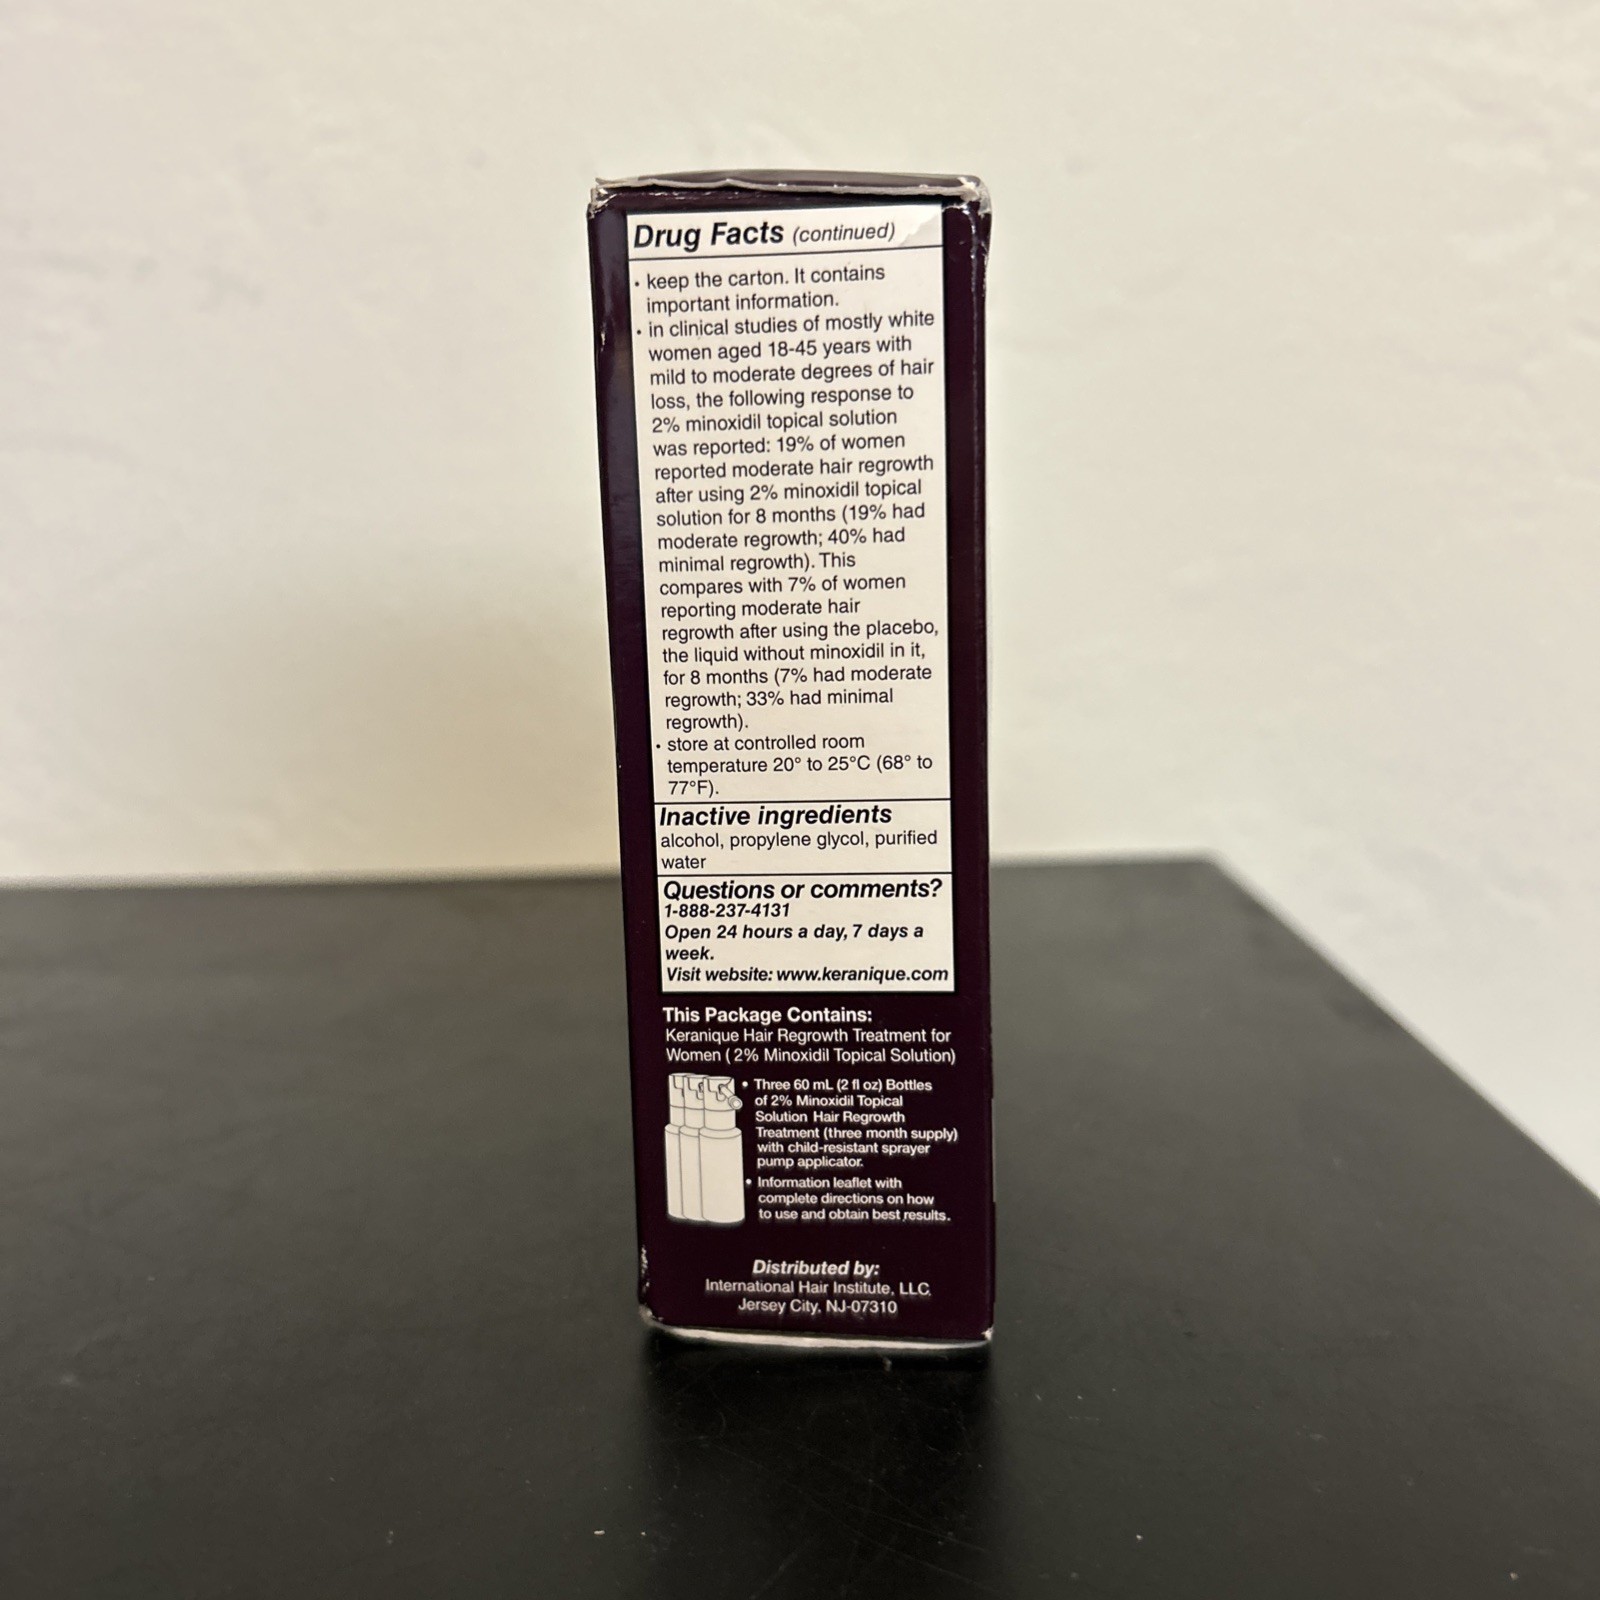 Drug Facts (continued)
• keep the carton. It contains
important information.
• in clinical studies of mostly white
women aged 18-45 years with
mild to moderate degrees of hair
loss, the following response to
2% minoxidil topical solution
was reported: 19% of women
reported moderate hair regrowth
after using 2% minoxidil topical
solution for 8 months (19% had
moderate regrowth; 40% had
minimal regrowth). This
compares with 7% of women
reporting moderate hair
regrowth after using the placebo,
the liquid without minoxidil in it,
for 8 months (7% had moderate
regrowth; 33% had minimal
regrowth).
• store at controlled room
temperature 20° to 25°C (68° to
77°F).
Inactive ingredients
alcohol, propylene glycol, purified
water
Questions or comments?
1-888-237-4131
Open 24 hours a day, 7 days a
week.
Visit website: www.keranique.com
This Package Contains:
Keranique Hair Regrowth Treatment for
Women ( 2% Minoxidil Topical Solution)
• Three 60 mL (2 fl oz) Bottles
of 2% Minoxidil Topical
Solution Hair Regrowth
Treatment (three month supply)
with child-resistant sprayer
pump applicator.
• Information leaflet with
complete directions on how
to use and obtain best results.
Distributed by:
International Hair Institute, LLC.
Jersey City, NJ-07310